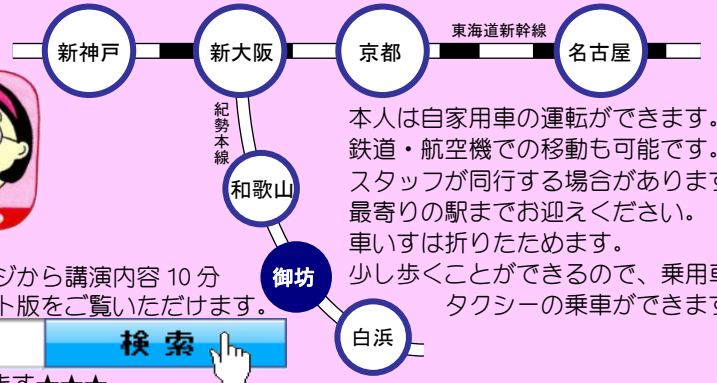 東海道新幹線
新神戸
新大阪
京都
名古屋
紀勢本線
和歌山
御坊
白浜
本人は自家用車の運転ができます。
鉄道・航空機での移動も可能です。
スタッフが同行する場合があります
最寄りの駅までお迎えください。
車いすは折りたためます。
少し歩くことができるので、乗用車
タクシーの乗車ができます
ジから講演内容 10 分
ト版をご覧いただけます。
検索
ます★★★